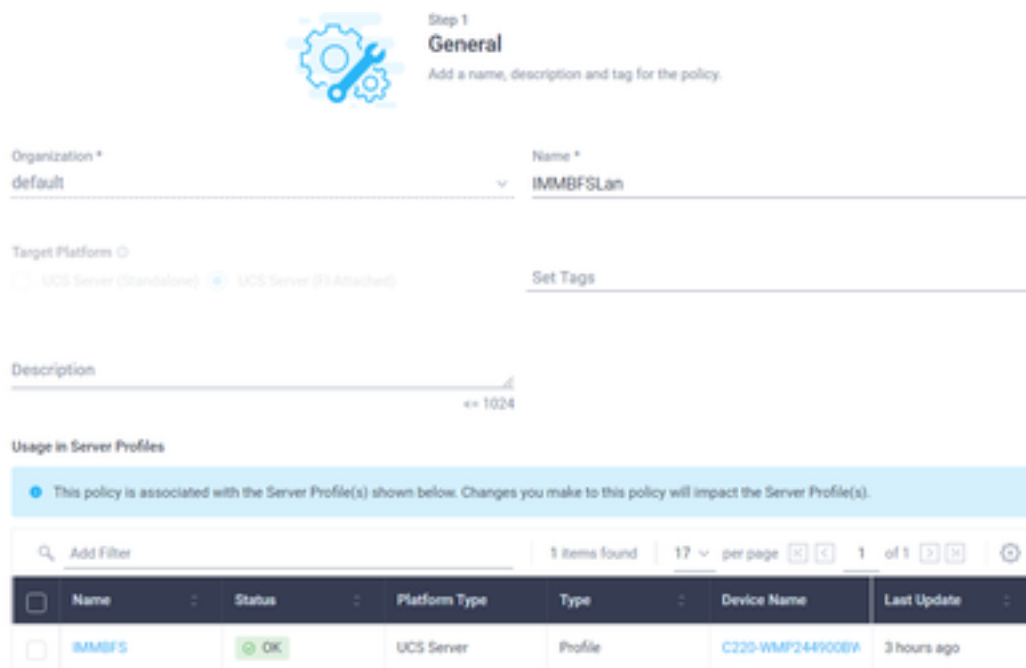 Step 1
General
Add a name, description and tag for the policy.
Organization * Name *
default IMMBFSLan
Target Platform
UCS Server (Standalone) UCS Server (FI-Attached)
Set Tags
Description
<= 1024
Usage in Server Profiles
This policy is associated with the Server Profile(s) shown below. Changes you make to this policy will impact the Server Profile(s).
Add Filter 1 items found 17 per page 1 of 1
Name Status Platform Type Type Device Name Last Update
IMMBFS OK UCS Server Profile C220-WMP244900BW 3 hours ago